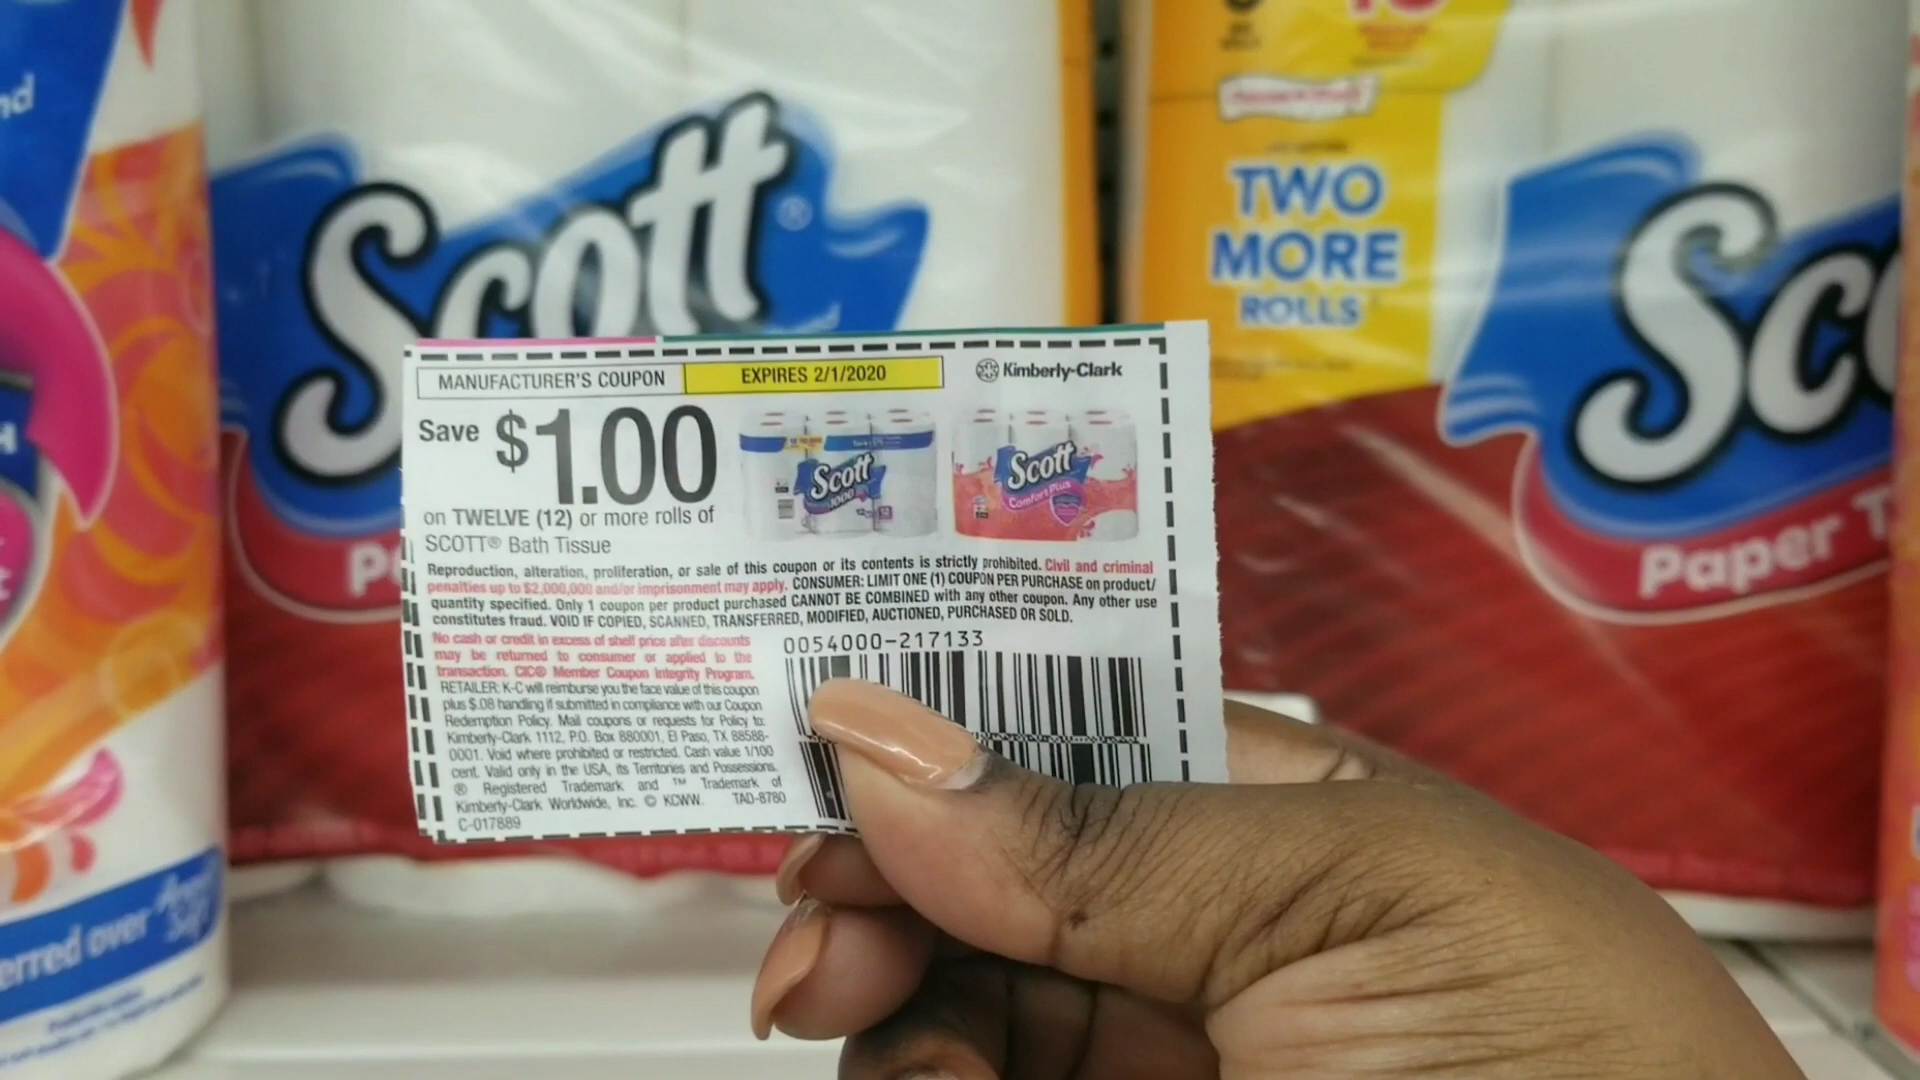 nd
Scott
®
TWO
MORE
ROLLS
Sc
Paper T
H
P
erred over
MANUFACTURER'S COUPON
EXPIRES 2/1/2020
Kimberly-Clark
Save $1.00
on TWELVE (12) or more rolls of
SCOTT® Bath Tissue
Scott
1000
Scott
Comfort Plus
Reproduction, alteration, proliferation, or sale of this coupon or its contents is strictly prohibited. Civil and criminal
penalties up to $2,000,000 and/or imprisonment may apply. CONSUMER: LIMIT ONE (1) COUPON PER PURCHASE on product/
quantity specified. Only 1 coupon per product purchased CANNOT BE COMBINED with any other coupon. Any other use
constitutes fraud. VOID IF COPIED, SCANNED, TRANSFERRED, MODIFIED, AUCTIONED, PURCHASED OR SOLD.
No cash or credit in excess of shelf price after discounts
may be returned to consumer or applied to the
transaction. CIC® Member Coupon Integrity Program.
RETAILER: K-C will reimburse you the face value of this coupon
plus $.08 handling if submitted in compliance with our Coupon
Redemption Policy. Mail coupons or requests for Policy to:
Kimberly-Clark 1112, P.O. Box 880001, El Paso, TX 88588-
0001. Void where prohibited or restricted. Cash value 1/100
cent. Valid only in the USA, its Territories and Possessions.
® Registered Trademark and ™ Trademark of
Kimberly-Clark Worldwide, Inc. © KCWW. TAD-8780
C-017889
0054000-217133